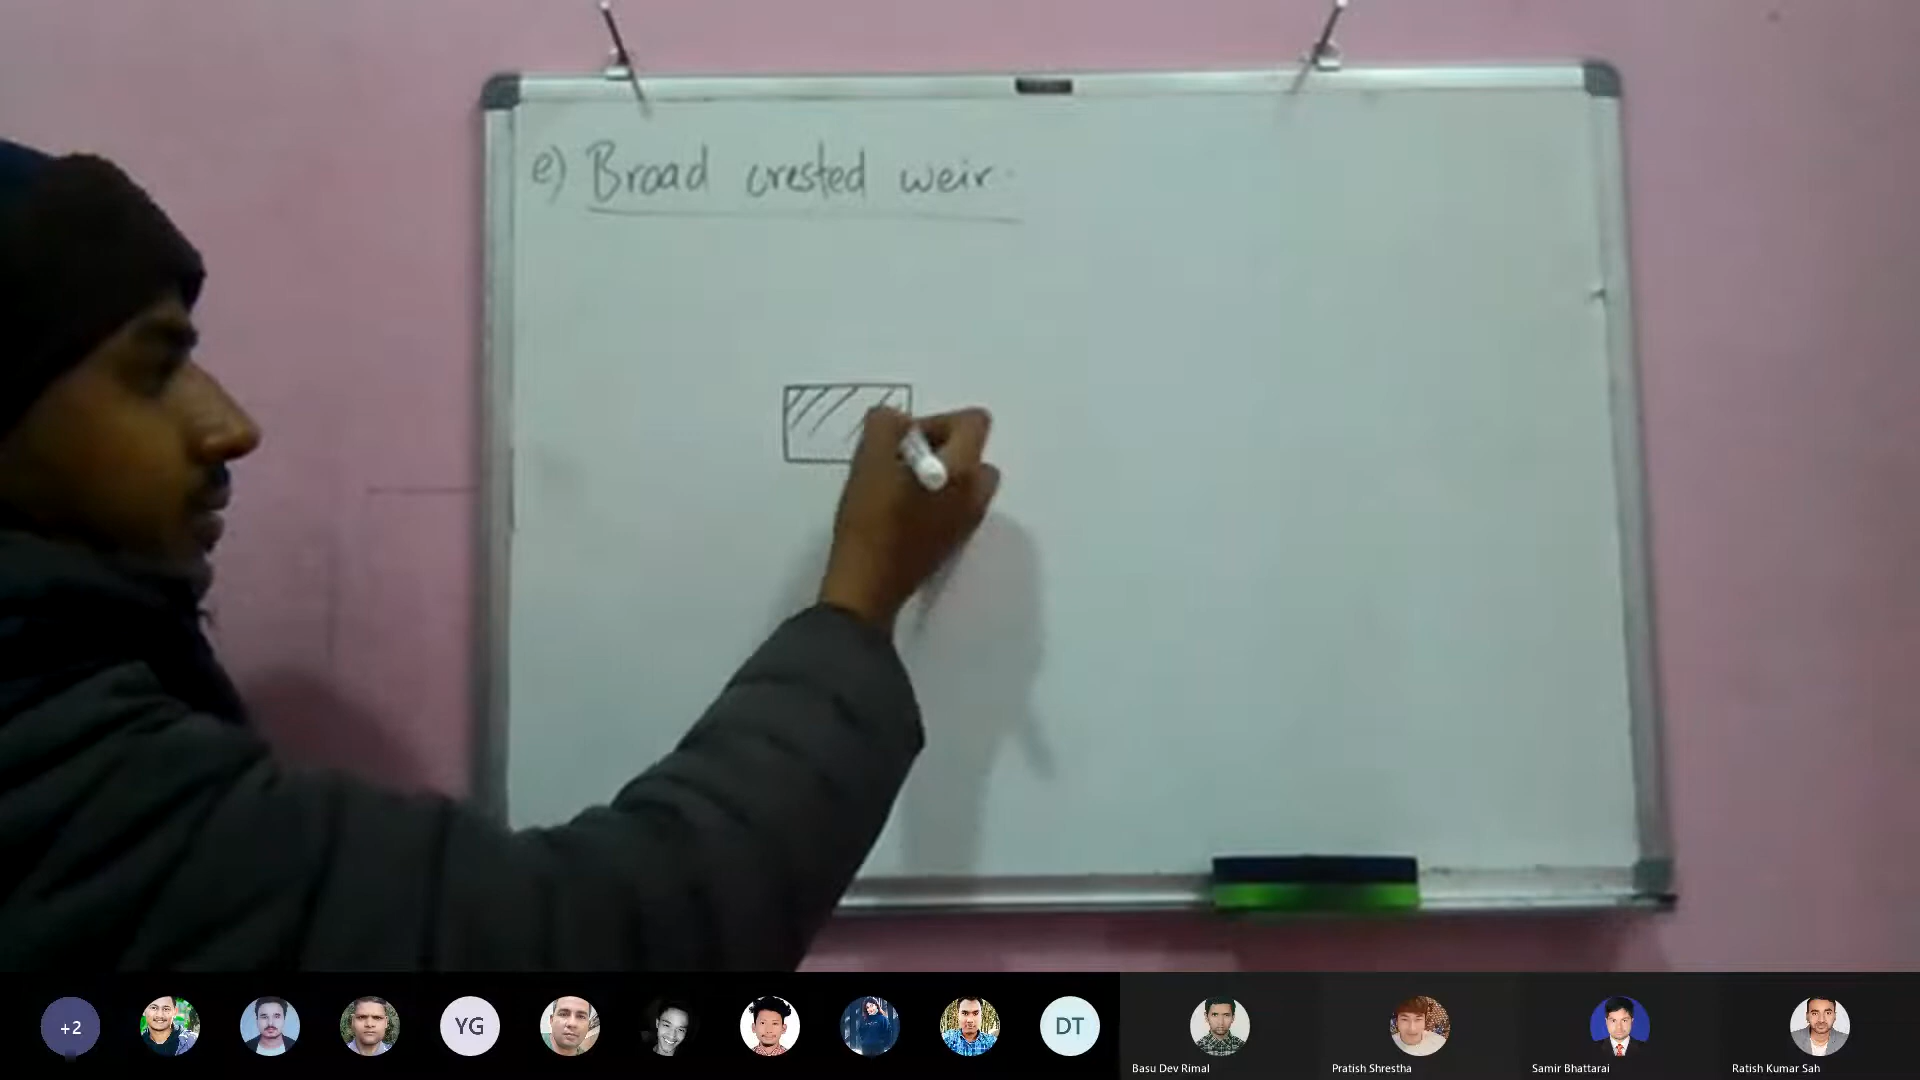 e) Broad crested weir.
+2
YG
DT
Basu Dev Rimal
Pratish Shrestha
Samir Bhattarai
Ratish Kumar Sah